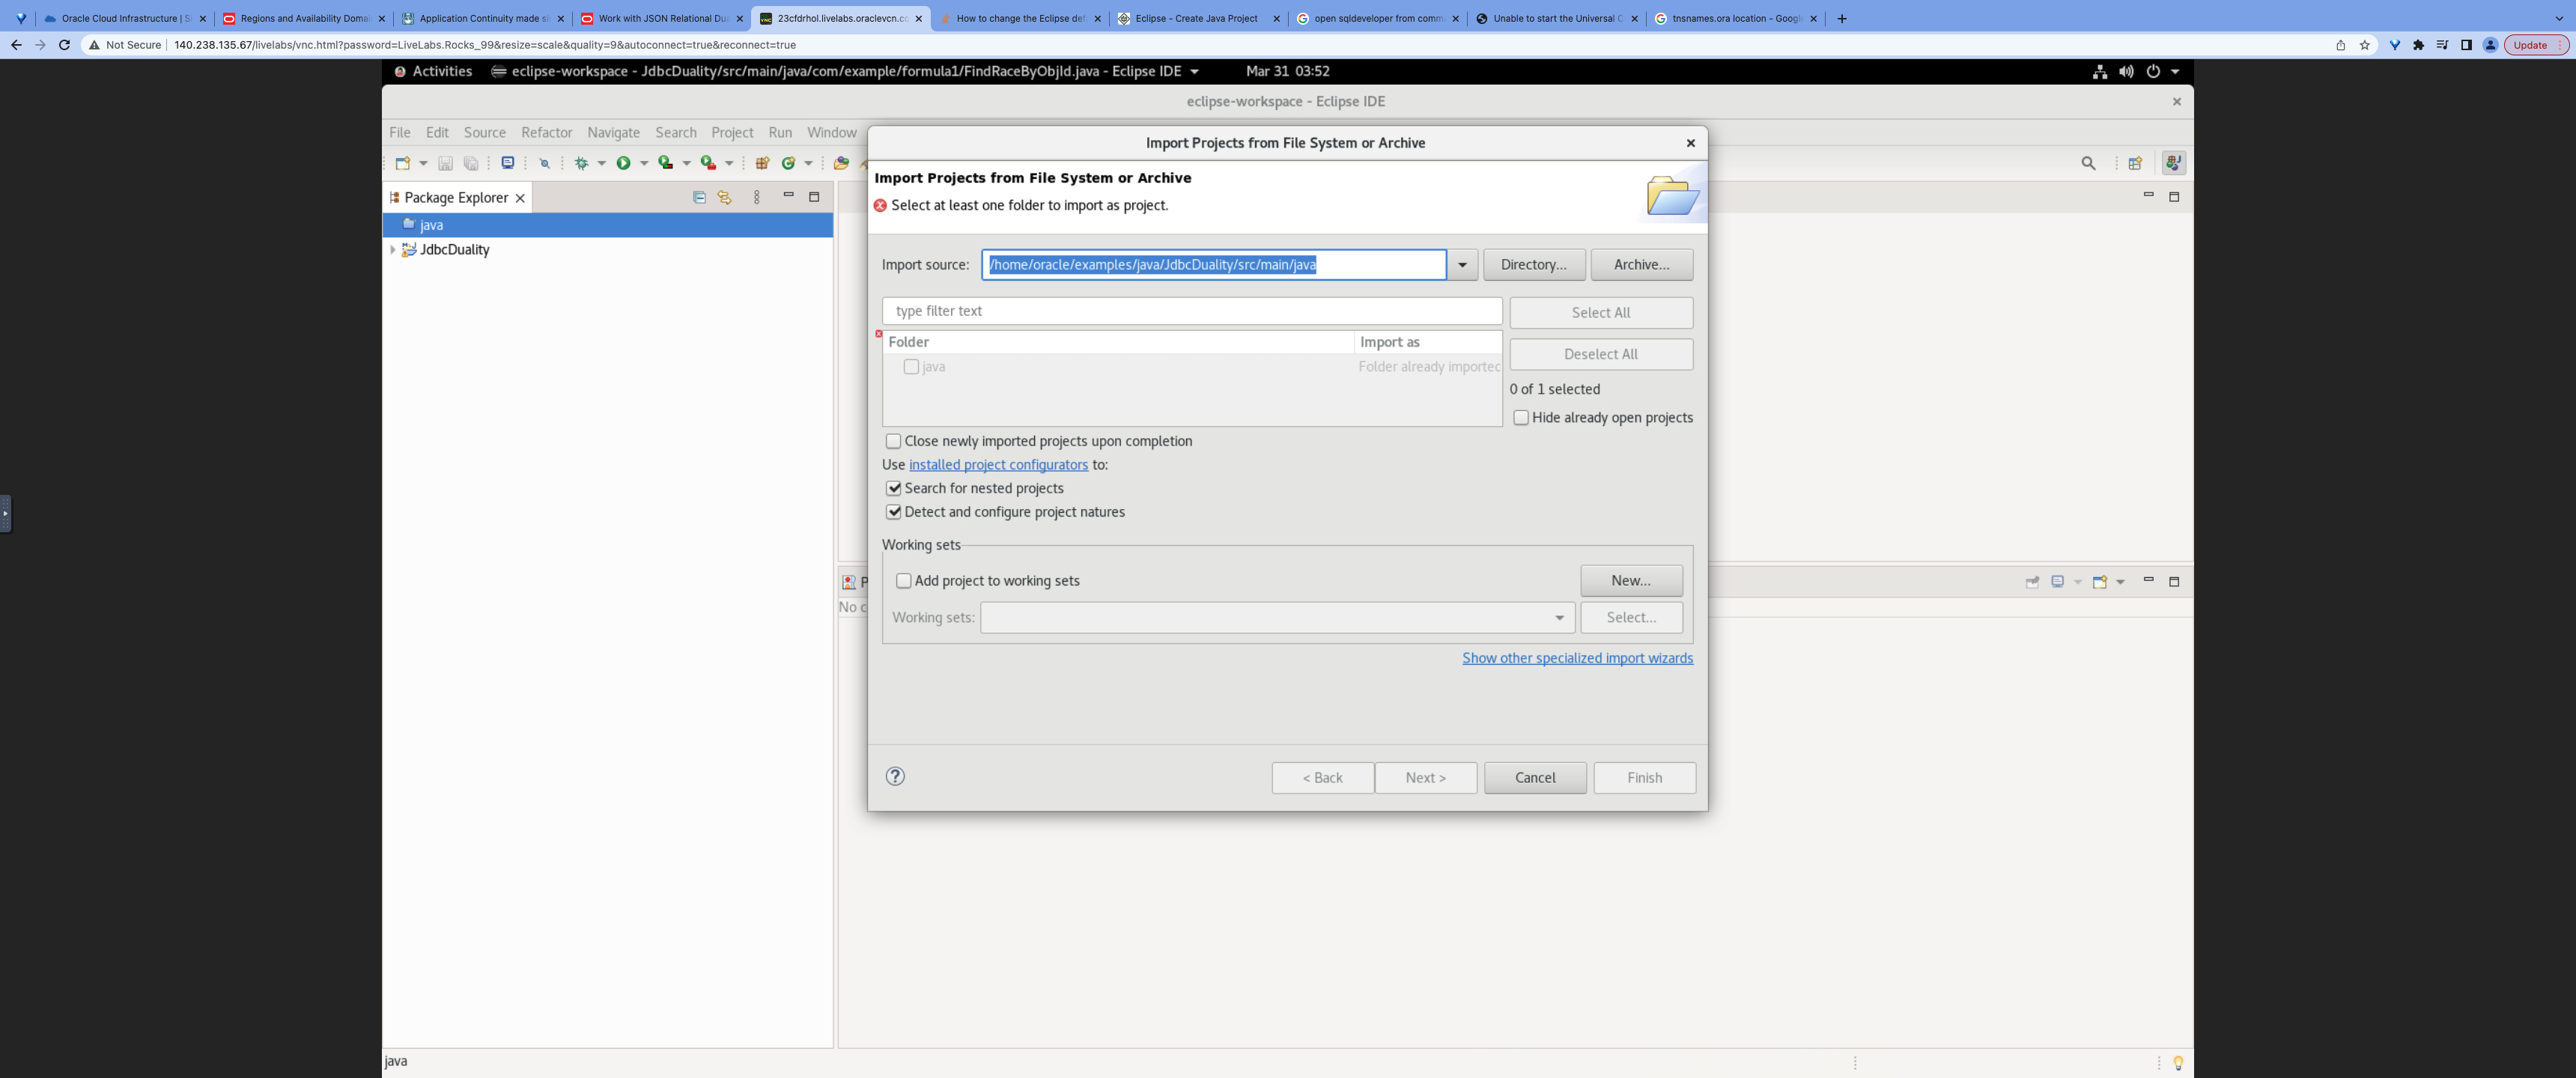 Oracle Cloud Infrastructure | S
Regions and Availability Domai
Application Continuity made si
Work with JSON Relational Du
23cfdrhol.livelabs.oraclevcn.c
How to change the Eclipse def
Eclipse - Create Java Project
open sqldeveloper from comm
Unable to start the Universal C
tnsnames.ora location - Google
Not Secure | 140.238.135.67/livelabs/vnc.html?password=LiveLabs.Rocks_99&resize=scale&quality=9&autoconnect=true&reconnect=true
Update
Activities eclipse-workspace - JdbcDuality/src/main/java/com/example/formula1/FindRaceByObjId.java - Eclipse IDE Mar 31 03:52
eclipse-workspace - Eclipse IDE
File Edit Source Refactor Navigate Search Project Run Window
Package Explorer
java
JdbcDuality
Import Projects from File System or Archive
Import Projects from File System or Archive
Select at least one folder to import as project.
Import source: /home/oracle/examples/java/JdbcDuality/src/main/java Directory... Archive...
type filter text
Select All
Folder Import as
Deselect All
java Folder already imported
0 of 1 selected
Hide already open projects
Close newly imported projects upon completion
Use installed project configurators to:
Search for nested projects
Detect and configure project natures
Working sets
Add project to working sets New...
Working sets: Select...
Show other specialized import wizards
< Back Next > Cancel Finish
P
No c
java